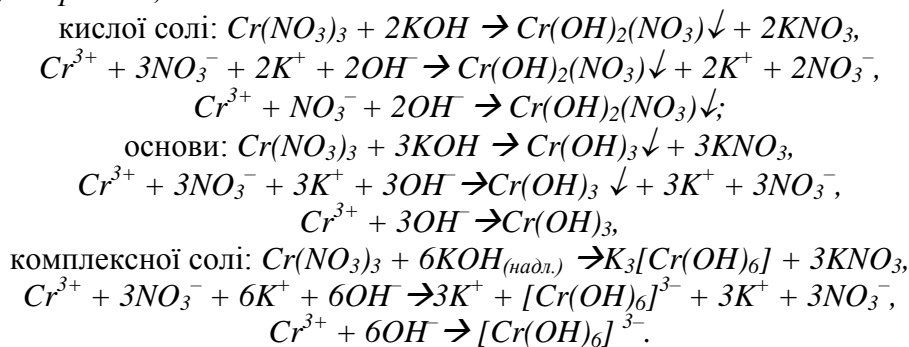 кислої солі: Cr(NO₃)₃ + 2KOH → Cr(OH)₂(NO₃)↓ + 2KNO₃,
Cr³⁺ + 3NO₃⁻ + 2K⁺ + 2OH⁻→ Cr(OH)₂(NO₃)↓ + 2K⁺ + 2NO₃⁻,
Cr³⁺ + NO₃⁻ + 2OH⁻ → Cr(OH)₂(NO₃)↓;
основи: Cr(NO₃)₃ + 3KOH → Cr(OH)₃↓ + 3KNO₃,
Cr³⁺ + 3NO₃⁻ + 3K⁺ + 3OH⁻→Cr(OH)₃ ↓ + 3K⁺ + 3NO₃⁻,
Cr³⁺ + 3OH⁻→Cr(OH)₃,
комплексної солі: Cr(NO₃)₃ + 6KOH₍надл.₎ →K₃[Cr(OH)₆] + 3KNO₃,
Cr³⁺ + 3NO₃⁻ + 6K⁺ + 6OH⁻→3K⁺ + [Cr(OH)₆]³⁻ + 3K⁺ + 3NO₃⁻,
Cr³⁺ + 6OH⁻→ [Cr(OH)₆] ³⁻.